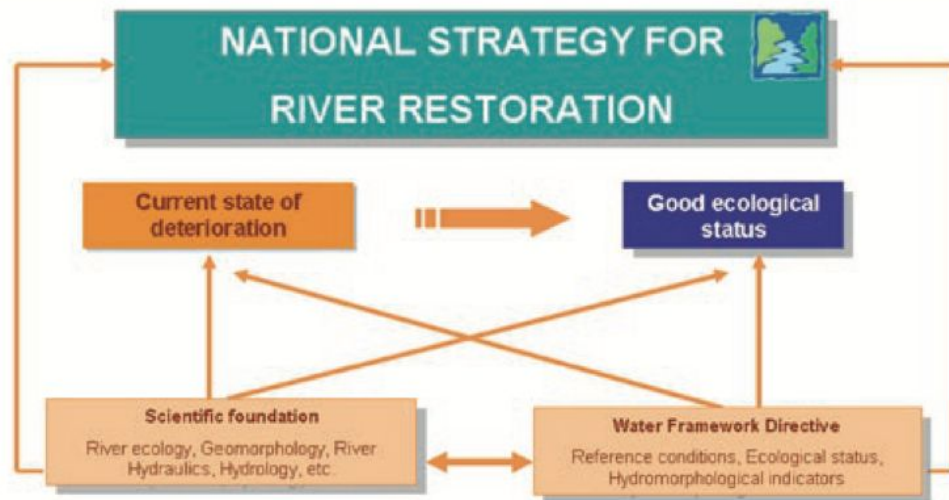 NATIONAL STRATEGY FOR
RIVER RESTORATION
Current state of
deterioration
Good ecological
status
Scientific foundation
River ecology, Geomorphology, River
Hydraulics, Hydrology, etc.
Water Framework Directive
Reference conditions, Ecological status,
Hydromorphological indicators